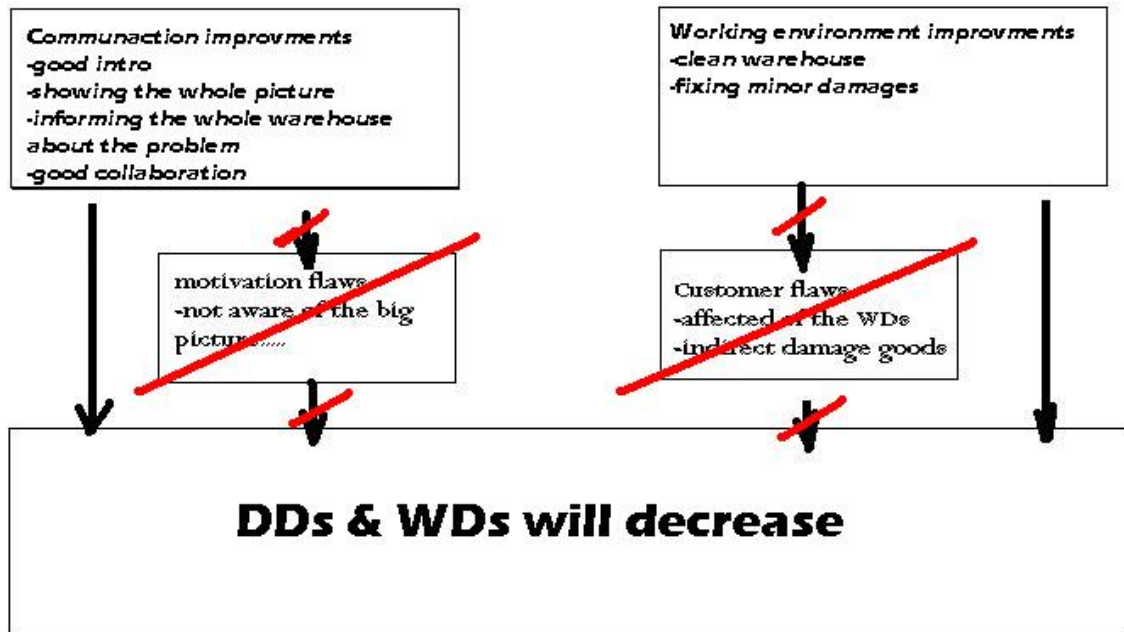 Communaction improvments
-good intro
-showing the whole picture
-informing the whole warehouse
about the problem
-good collaboration
Working environment improvments
-clean warehouse
-fixing minor damages
motivation flaws
-not aware of the big
picture.....
Customer flaws
-affected of the WDs
-indirect damage goods
DDs & WDs will decrease